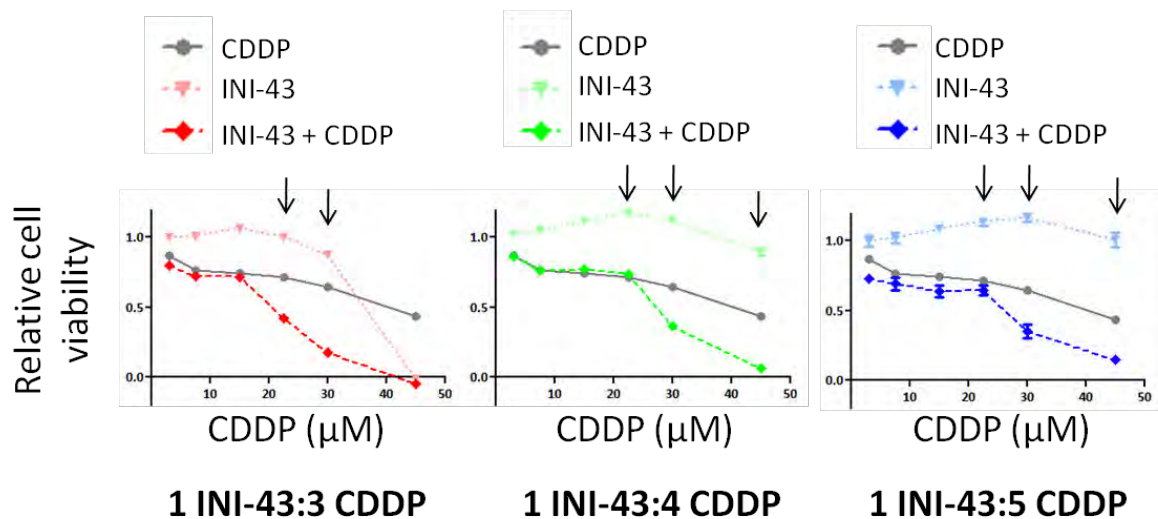 CDDP
INI-43
INI-43 + CDDP
CDDP
INI-43
INI-43 + CDDP
CDDP
INI-43
INI-43 + CDDP
Relative cell
viability
1.0
0.5
0.0
10 20 30 40 50
CDDP (μM)
1 INI-43:3 CDDP
1.0
0.5
0.0
10 20 30 40 50
CDDP (μM)
1 INI-43:4 CDDP
1.0
0.5
0.0
10 20 30 40 50
CDDP (μM)
1 INI-43:5 CDDP